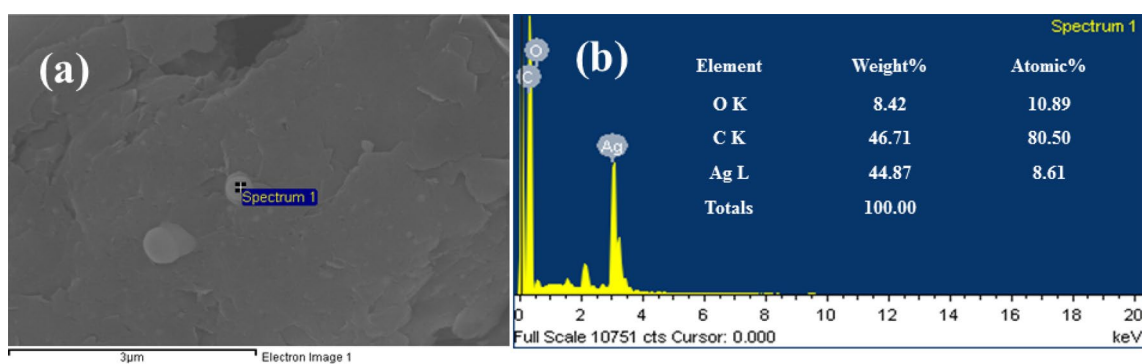 (a)
Spectrum 1
3µm
Electron Image 1
(b)
Spectrum 1
O
C
Ag
Element Weight% Atomic%
O K 8.42 10.89
C K 46.71 80.50
Ag L 44.87 8.61
Totals 100.00
0 2 4 6 8 10 12 14 16 18 20
Full Scale 10751 cts Cursor: 0.000 keV